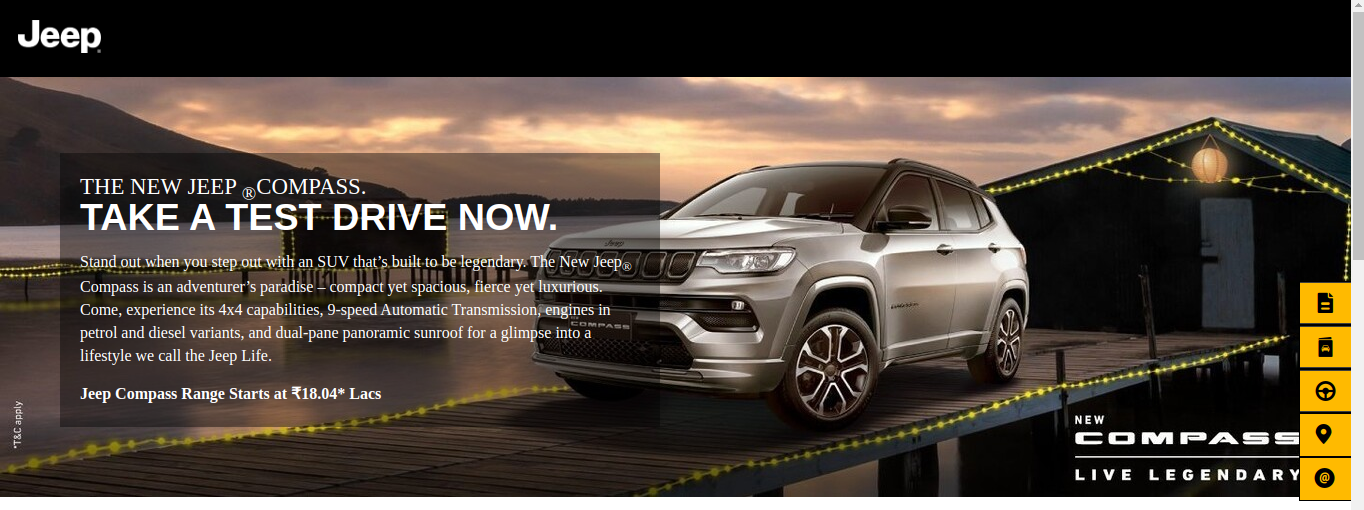 Jeep
THE NEW JEEP ®COMPASS.
TAKE A TEST DRIVE NOW.
Stand out when you step out with an SUV that’s built to be legendary. The New Jeep®
Compass is an adventurer’s paradise – compact yet spacious, fierce yet luxurious.
Come, experience its 4x4 capabilities, 9-speed Automatic Transmission, engines in
petrol and diesel variants, and dual-pane panoramic sunroof for a glimpse into a
lifestyle we call the Jeep Life.
Jeep Compass Range Starts at ₹18.04* Lacs
*T&C apply
Jeep
COMPASS
NEW
COMPASS
LIVE LEGENDARY
@